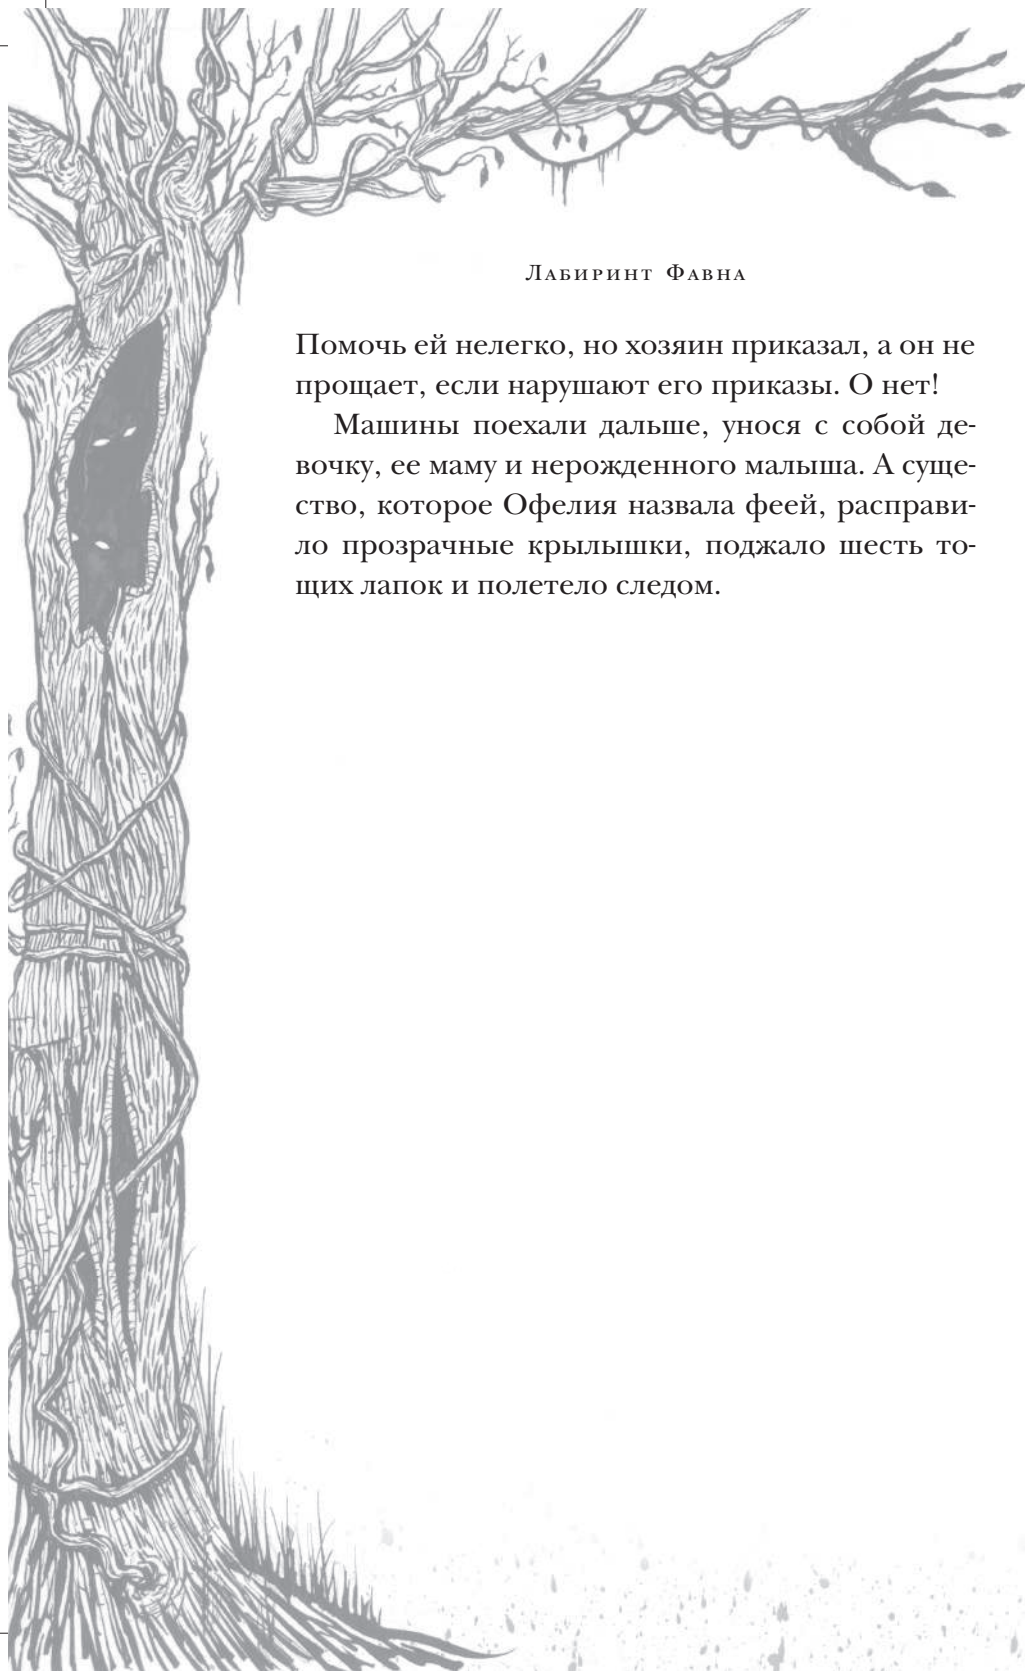 Лабиринт Фавна
Помочь ей нелегко, но хозяин приказал, а он не
прощает, если нарушают его приказы. О нет!
Машины поехали дальше, унося с собой де-
вочку, ее маму и нерожденного малыша. А суще-
ство, которое Офелия назвала феей, расправи-
ло прозрачные крылышки, поджало шесть то-
щих лапок и полетело следом.